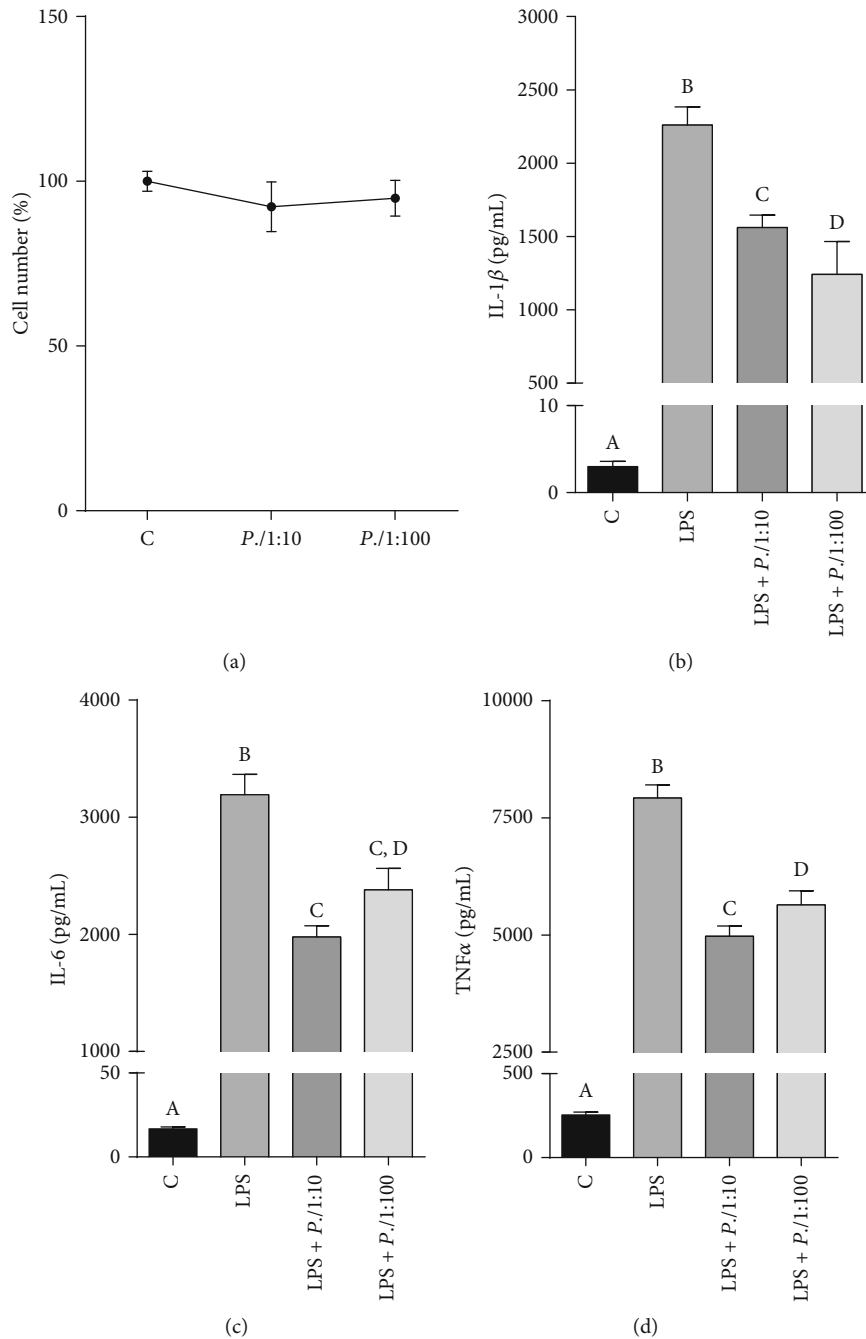 150
100
50
0
Cell number (%)
C
P./1:10
P./1:100
(a)
3000
2500
2000
1500
1000
500
10
0
IL-1β (pg/mL)
A
B
C
D
C
LPS
LPS + P./1:10
LPS + P./1:100
(b)
4000
3000
2000
1000
50
0
IL-6 (pg/mL)
A
B
C
C, D
C
LPS
LPS + P./1:10
LPS + P./1:100
(c)
10000
7500
5000
2500
500
0
TNFα (pg/mL)
A
B
C
D
C
LPS
LPS + P./1:10
LPS + P./1:100
(d)